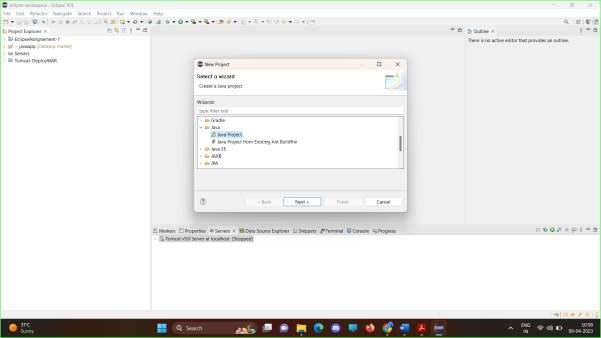 eclipse-workspace - Eclipse IDE
File Edit Refactor Navigate Search Project Run Window Help
Project Explorer
EclipseAssignment-1
javaapp [Desktop master]
Servers
Tomcat DeployWAR
Outline
There is no active editor that provides an outline.
New Project
Select a wizard
Create a Java project
Wizards:
type filter text
Gradle
Java
Java Project
Java Project from Existing Ant Buildfile
Java EE
JAXB
JPA
< Back
Next >
Finish
Cancel
Markers Properties Servers Data Source Explorer Snippets Terminal Console Progress
Tomcat v9.0 Server at localhost [Stopped]
31°C
Sunny
Search
ENG
IN
10:56